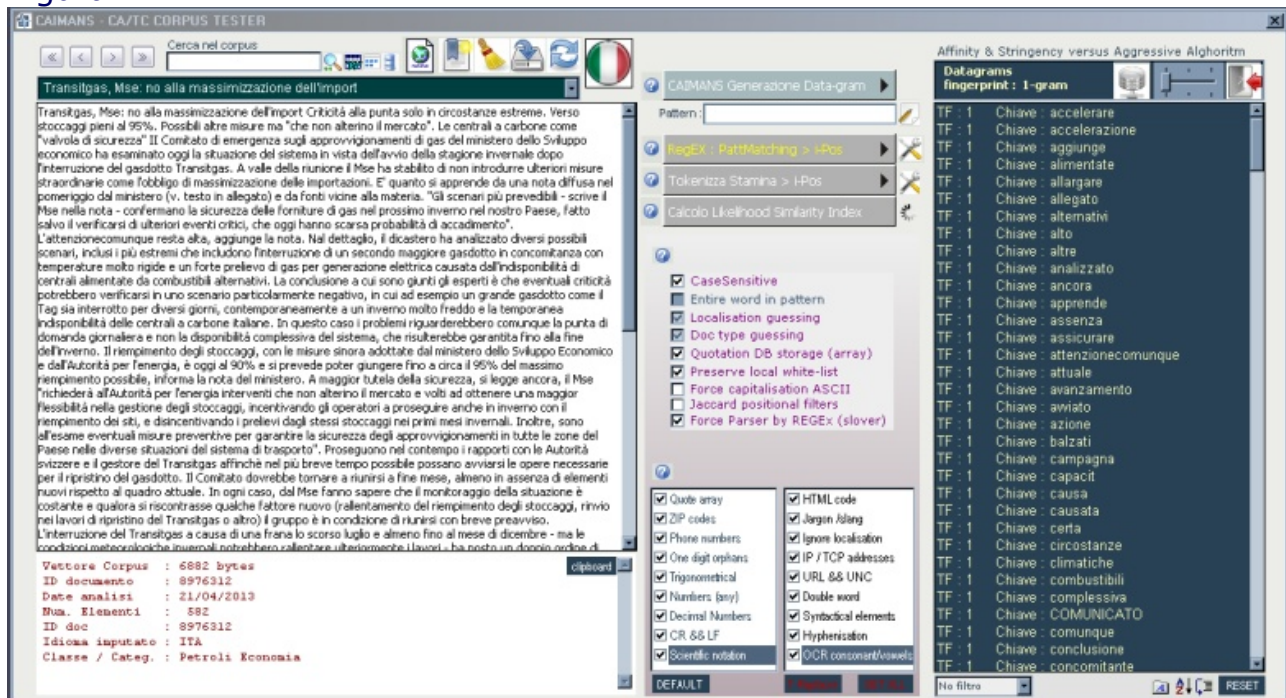 CAIMANS - CA/TC CORPUS TESTER
Cerca nel corpus
Transitgas, Mse: no alla massimizzazione dell'import
Transitgas, Mse: no alla massimizzazione dell'import Criticitá alla punta solo in circostanze estreme. Verso
stoccaggi pieni al 95%. Possibili altre misure ma "che non alterino il mercato". Le centrali a carbone come
"valvola di sicurezza" Il Comitato di emergenza sugli approvvigionamenti di gas del ministero dello Sviluppo
economico ha esaminato oggi la situazione del sistema in vista dell'avvio della stagione invernale dopo
l'interruzione del gasdotto Transitgas. A valle della riunione il Mse ha stabilito di non introdurre ulteriori misure
straordinarie come l'obbligo di massimizzazione delle importazioni. E' quanto si apprende da una nota diffusa nel
pomeriggio dal ministero (v. testo in allegato) e da fonti vicine alla materia. "Gli scenari più prevedibili - scrive il
Mse nella nota - confermano la sicurezza delle forniture di gas nel prossimo inverno nel nostro Paese, fatto
salvo il verificarsi di ulteriori eventi critici, che oggi hanno scarsa probabilità di accadimento".
L'attenzionecomunque resta alta, aggiunge la nota. Nal dettaglio, il dicastero ha analizzato diversi possibili
scenari, inclusi i più estremi che includono l'interruzione di un secondo maggiore gasdotto in concomitanza con
temperature molto rigide e un forte prelievo di gas per generazione elettrica causata dall'indisponibilità di
centrali alimentate da combustibili alternativi. La conclusione a cui sono giunti gli esperti è che eventuali criticità
potrebbero verificarsi in uno scenario particolarmente negativo, in cui ad esempio un grande gasdotto come il
Tag sia interrotto per diversi giorni, contemporaneamente a un inverno molto freddo e la temporanea
indisponibilità delle centrali a carbone italiane. In questo caso i problemi riguarderebbero comunque la punta di
domanda giornaliera e non la disponibilità complessiva del sistema, che risulterebbe garantita fino alla fine
dell'inverno. Il riempimento degli stoccaggi, con le misure sinora adottate dal ministero dello Sviluppo Economico
e dall'Autorità per l'energia, è oggi al 90% e si prevede poter giungere fino a circa il 95% del massimo
riempimento possibile, informa la nota del ministero. A maggior tutela della sicurezza, si legge ancora, il Mse
"richiederà all'Autorità per l'energia interventi che non alterino il mercato e volti ad ottenere una maggior
flessibilità nella gestione degli stoccaggi, incentivando gli operatori a proseguire anche in inverno con il
riempimento dei siti, e disincentivando i prelievi dagli stessi stoccaggi nei primi mesi invernali. Inoltre, sono
all'esame eventuali misure preventive per garantire la sicurezza degli approvvigionamenti in tutte le zone del
Paese nelle diverse situazioni del sistema di trasporto". Proseguono nel contempo i rapporti con le Autorità
svizzere e il gestore del Transitgas affinchè nel più breve tempo possibile possano avviarsi le opere necessarie
per il ripristino del gasdotto. Il Comitato dovrebbe tornare a riunirsi a fine mese, almeno in assenza di elementi
nuovi rispetto al quadro attuale. In ogni caso, dal Mse fanno sapere che il monitoraggio della situazione è
costante e qualora si riscontrasse qualche fattore nuovo (rallentamento del riempimento degli stoccaggi, rinvio
nei lavori di ripristino del Transitgas o altro) il gruppo è in condizione di riunirsi con breve preavviso.
L'interruzione del Transitgas a causa di una frana lo scorso luglio e almeno fino al mese di dicembre - ma le
condizioni meteorologiche invernali potrebbero rallentare ulteriormente i lavori - ha posto un doppio ordine di
clipboard
Vettore Corpus : 6882 bytes
ID documento : 8976312
Date analisi : 21/04/2013
Num. Elementi : 582
ID doc : 8976312
Idioma imputato : ITA
Classe / Categ. : Petroli Economia
CAIMANS Generazione Data-gram
Pattern :
RegEX : PattMatching > i-Pos
Tokenizza Stamina > i-Pos
Calcolo Likelihood Similarity Index
CaseSensitive
Entire word in pattern
Localisation guessing
Doc type guessing
Quotation DB storage (array)
Preserve local white-list
Force capitalisation ASCII
Jaccard positional filters
Force Parser by REGEx (slover)
Quote array
ZIP codes
Phone numbers
One digit orphans
Trigonometrical
Numbers (any)
Decimal Numbers
CR && LF
Scientific notation
HTML code
Jargon /slang
Ignore localisation
IP / TCP addresses
URL && UNC
Double word
Syntactical elements
Hyphenisation
OCR consonant/vowels
DEFAULT
Affinity & Stringency versus Aggressive Alghoritm
Datagrams
fingerprint : 1-gram
TF : 1 Chiave : accelerare
TF : 1 Chiave : accelerazione
TF : 1 Chiave : aggiunge
TF : 1 Chiave : alimentate
TF : 1 Chiave : allargare
TF : 1 Chiave : allegato
TF : 1 Chiave : alternativi
TF : 1 Chiave : alto
TF : 1 Chiave : altre
TF : 1 Chiave : analizzato
TF : 1 Chiave : ancora
TF : 1 Chiave : apprende
TF : 1 Chiave : assenza
TF : 1 Chiave : assicurare
TF : 1 Chiave : attenzionecomunque
TF : 1 Chiave : attuale
TF : 1 Chiave : avanzamento
TF : 1 Chiave : avviato
TF : 1 Chiave : azione
TF : 1 Chiave : balzati
TF : 1 Chiave : campagna
TF : 1 Chiave : capacit
TF : 1 Chiave : causa
TF : 1 Chiave : causata
TF : 1 Chiave : certa
TF : 1 Chiave : circostanze
TF : 1 Chiave : climatiche
TF : 1 Chiave : combustibili
TF : 1 Chiave : complessiva
TF : 1 Chiave : COMUNICATO
TF : 1 Chiave : comunque
TF : 1 Chiave : conclusione
TF : 1 Chiave : concomitante
No filtro
RESET